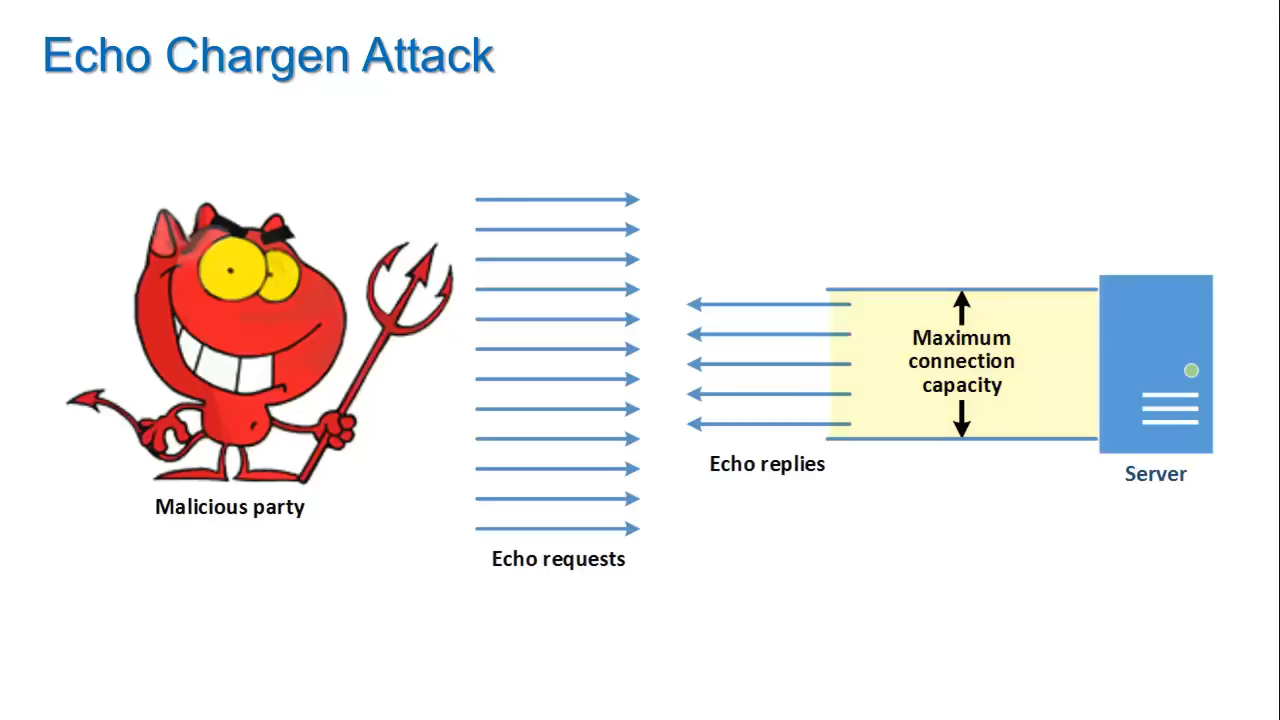 Echo Chargen Attack
Maximum
connection
capacity
Echo replies
Server
Malicious party
Echo requests